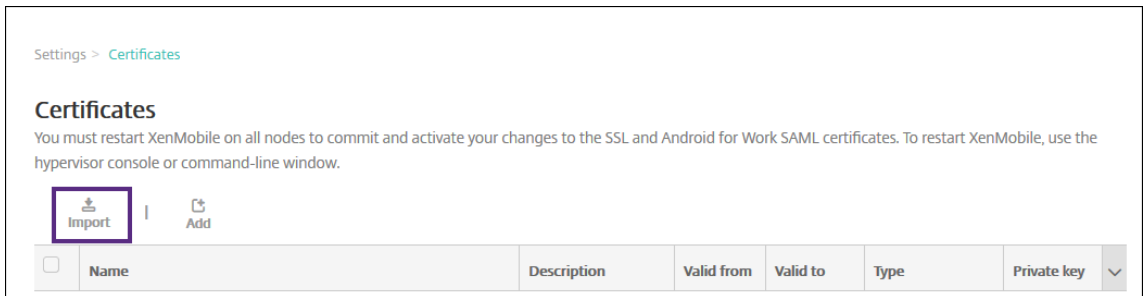 Settings > Certificates
Certificates
You must restart XenMobile on all nodes to commit and activate your changes to the SSL and Android for Work SAML certificates. To restart XenMobile, use the
hypervisor console or command-line window.
Import | Add
Name Description Valid from Valid to Type Private key